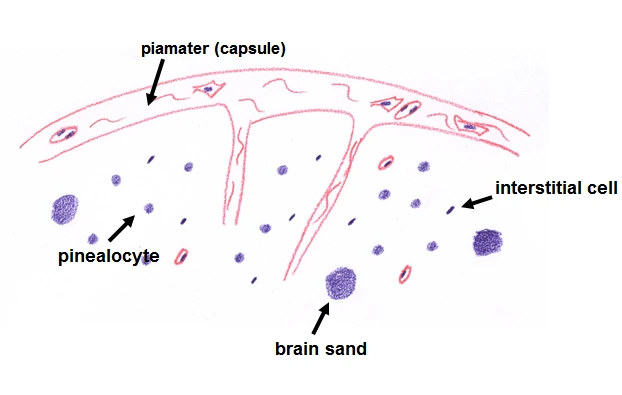 piamater (capsule)
interstitial cell
pinealocyte
brain sand